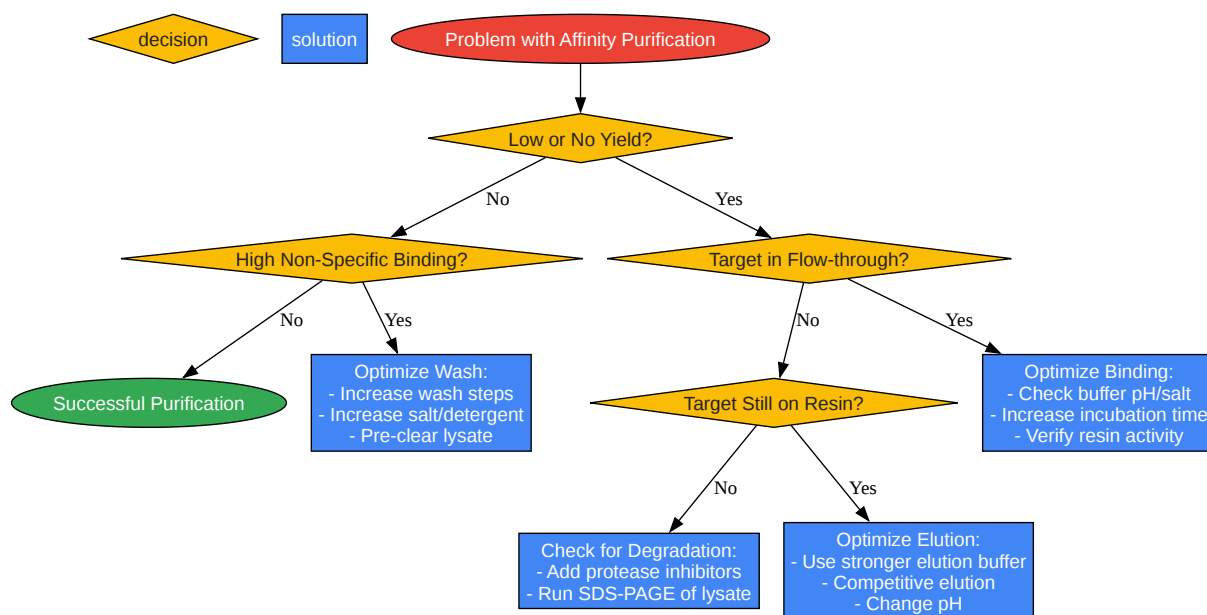 decision
solution
Problem with Affinity Purification
Low or No Yield?
No
Yes
High Non-Specific Binding?
Target in Flow-through?
No
Yes
No
Yes
Successful Purification
Optimize Wash:
- Increase wash steps
- Increase salt/detergent
- Pre-clear lysate
Target Still on Resin?
Optimize Binding:
- Check buffer pH/salt
- Increase incubation time
- Verify resin activity
No
Yes
Check for Degradation:
- Add protease inhibitors
- Run SDS-PAGE of lysate
Optimize Elution:
- Use stronger elution buffer
- Competitive elution
- Change pH